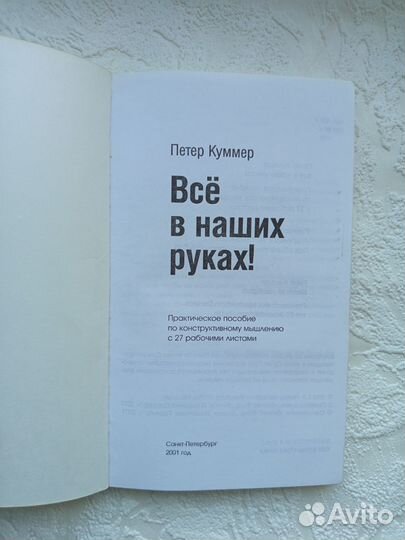 Петер Куммер
Всё
в наших
руках!
Практическое пособие
по конструктивному мышлению
с 27 рабочими листами
Санкт-Петербург
2001 год
Avito